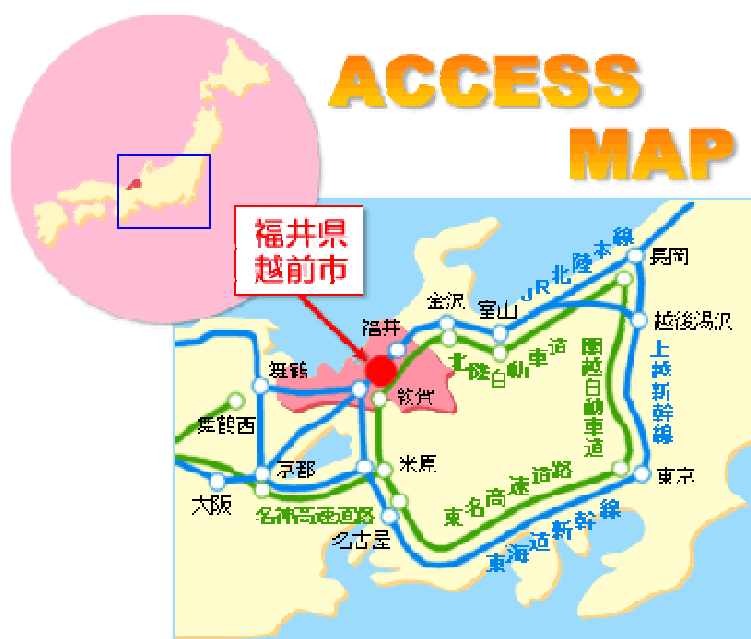 ACCESS
MAP
福井県
越前市
JR北陸本線
長岡
金沢
富山
福井
越後湯沢
北陸自動車道
関越自動車道
上越新幹線
舞鶴
敦賀
舞鶴西
京都
米原
東京
大阪
名神高速道路
東名高速道路
名古屋
東海道新幹線